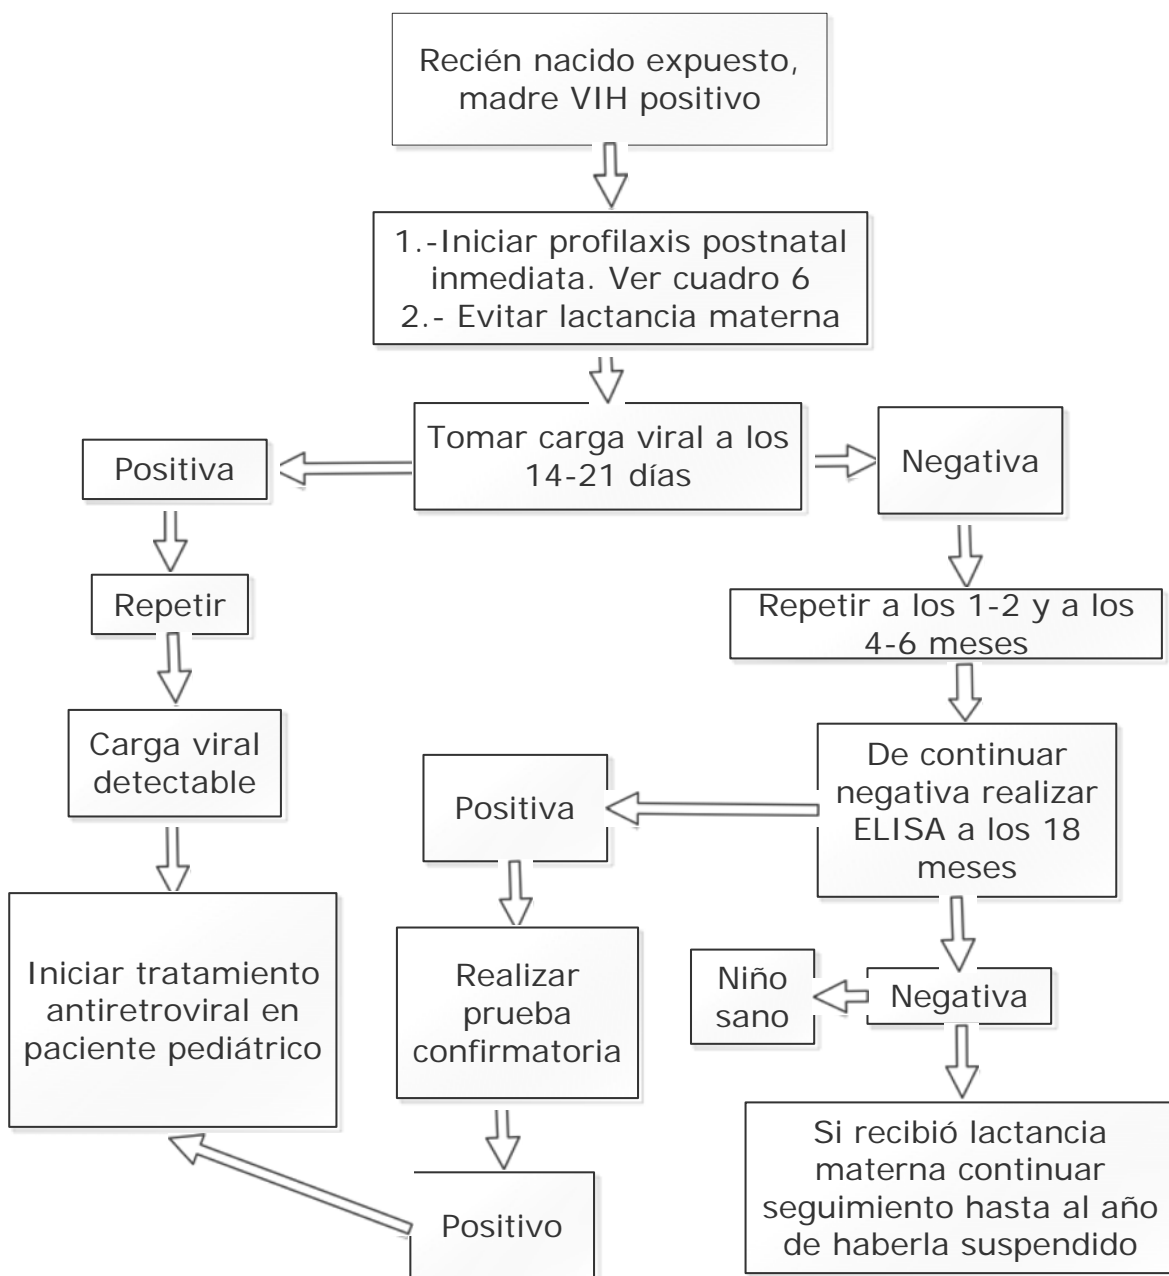 Recién nacido expuesto,
madre VIH positivo
1.-Iniciar profilaxis postnatal
inmediata. Ver cuadro 6
2.- Evitar lactancia materna
Tomar carga viral a los
14-21 días
Positiva
Negativa
Repetir
Repetir a los 1-2 y a los
4-6 meses
Carga viral
detectable
De continuar
negativa realizar
ELISA a los 18
meses
Positiva
Iniciar tratamiento
antiretroviral en
paciente pediátrico
Realizar
prueba
confirmatoria
Niño
sano
Negativa
Positivo
Si recibió lactancia
materna continuar
seguimiento hasta al año
de haberla suspendido